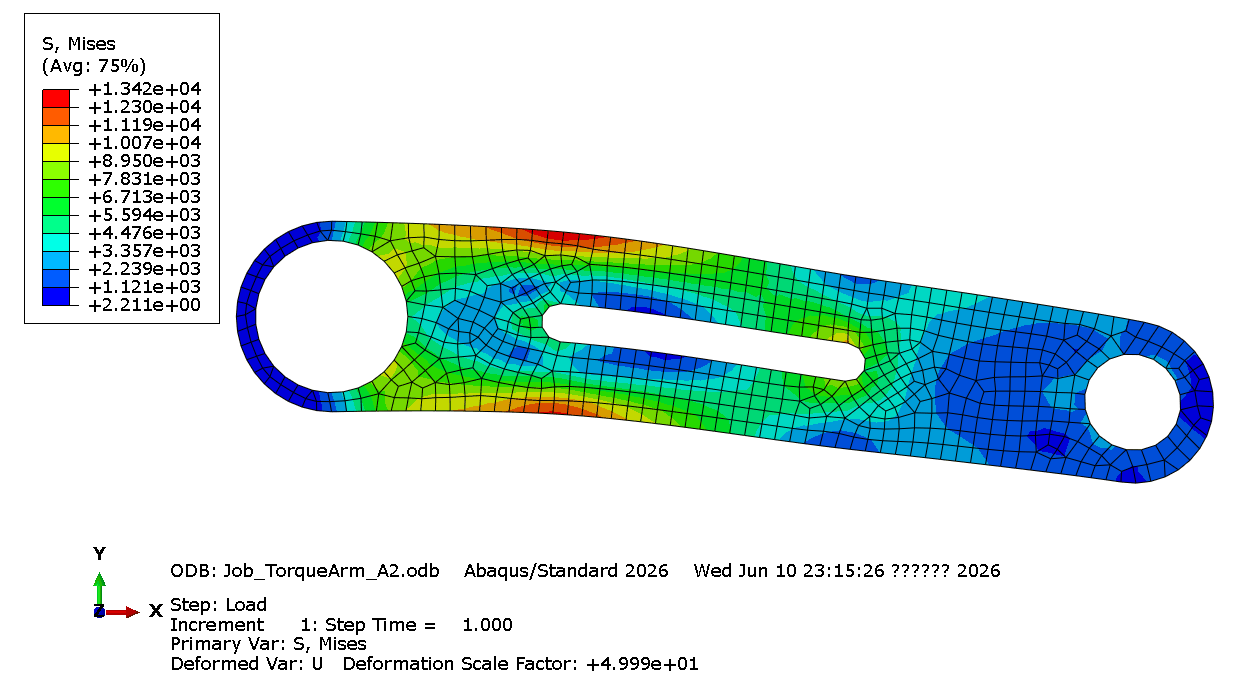 S, Mises
(Avg: 75%)
+1.342e+04
+1.230e+04
+1.119e+04
+1.007e+04
+8.950e+03
+7.831e+03
+6.713e+03
+5.594e+03
+4.476e+03
+3.357e+03
+2.239e+03
+1.121e+03
+2.211e+00
Y
Z X
ODB: Job_TorqueArm_A2.odb Abaqus/Standard 2026 Wed Jun 10 23:15:26 ?????? 2026
Step: Load
Increment 1: Step Time = 1.000
Primary Var: S, Mises
Deformed Var: U Deformation Scale Factor: +4.999e+01